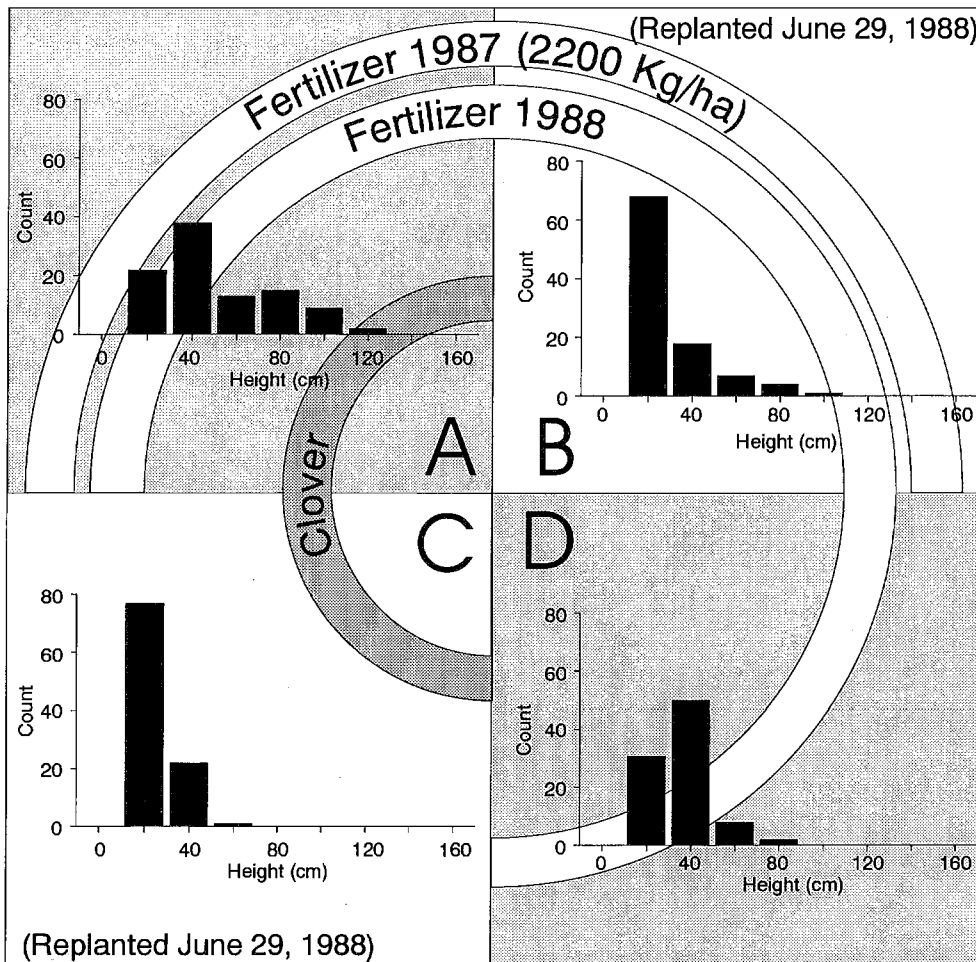 (Replanted June 29, 1988)
Fertilizer 1987 (2200 Kg/ha)
Fertilizer 1988
80
60
40
20
0
Count
0 40 80 120 160
Height (cm)
A
80
60
40
20
0
Count
0 40 80 120 160
Height (cm)
B
Clover
C
80
60
40
20
0
Count
0 40 80 120 160
Height (cm)
(Replanted June 29, 1988)
D
80
60
40
20
0
Count
0 40 80 120 160
Height (cm)